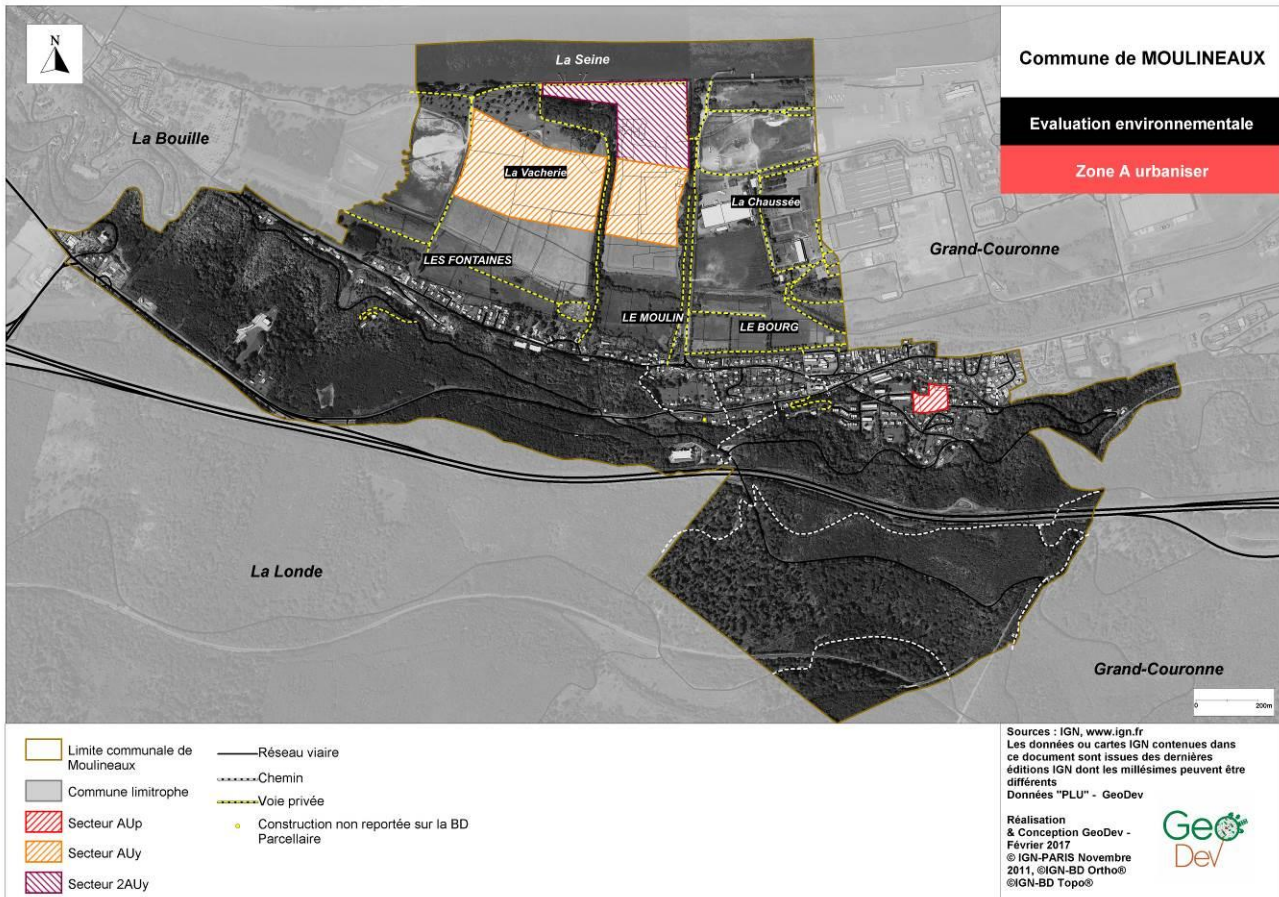 N
La Seine
La Bouille
La Vacherie
La Chaussée
LES FONTAINES
LE MOULIN
LE BOURG
Grand-Couronne
La Londe
Grand-Couronne
0 200m
Commune de MOULINEAUX
Evaluation environnementale
Zone A urbaniser
Limite communale de
Moulineaux
Commune limitrophe
Secteur AUp
Secteur AUy
Secteur 2AUy
Réseau viaire
Chemin
Voie privée
Construction non reportée sur la BD
Parcellaire
Sources : IGN, www.ign.fr
Les données ou cartes IGN contenues dans
ce document sont issues des dernières
éditions IGN dont les millésimes peuvent être
différents
Données "PLU" - GeoDev
Réalisation
& Conception GeoDev -
Février 2017
© IGN-PARIS Novembre
2011, ©IGN-BD Ortho®
©IGN-BD Topo®
Geo
Dev